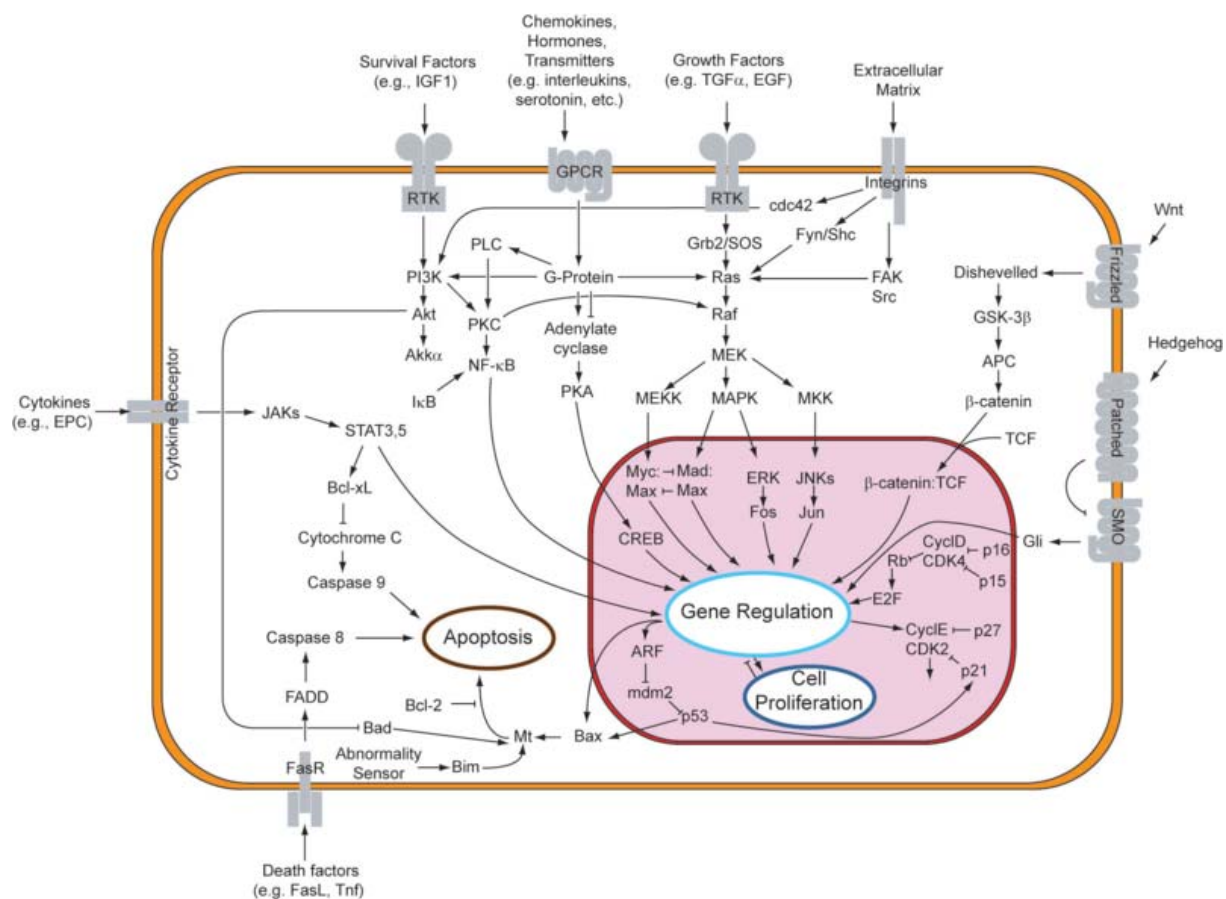 Chemokines,
Hormones,
Transmitters
(e.g. interleukins,
serotonin, etc.)
Survival Factors
(e.g., IGF1)
Growth Factors
(e.g. TGFα, EGF)
Extracellular
Matrix
RTK
GPCR
RTK
Integrins
cdc42
Wnt
Grb2/SOS
Fyn/Shc
Frizzled
PLC
PI3K
G-Protein
Ras
FAK
Src
Dishevelled
GSK-3β
Akt
PKC
Adenylate
cyclase
Raf
Akkα
NF-κB
MEK
APC
Hedgehog
Cytokines
(e.g., EPC)
Cytokine Receptor
JAKs
STAT3,5
IκB
PKA
MEKK
MAPK
MKK
β-catenin
TCF
Patched
Bcl-xL
Myc:
Max
Mad:
Max
ERK
Fos
JNKs
Jun
β-catenin:TCF
SMO
Cytochrome C
CREB
Gli
CyclD
CDK4
p16
p15
Rb
E2F
Caspase 9
Gene Regulation
Caspase 8
Apoptosis
ARF
CyclE
CDK2
p27
p21
FADD
Bcl-2
mdm2
Cell
Proliferation
p53
Bad
Mt
Bax
FasR
Abnormality
Sensor
Bim
Death factors
(e.g. FasL, Tnf)